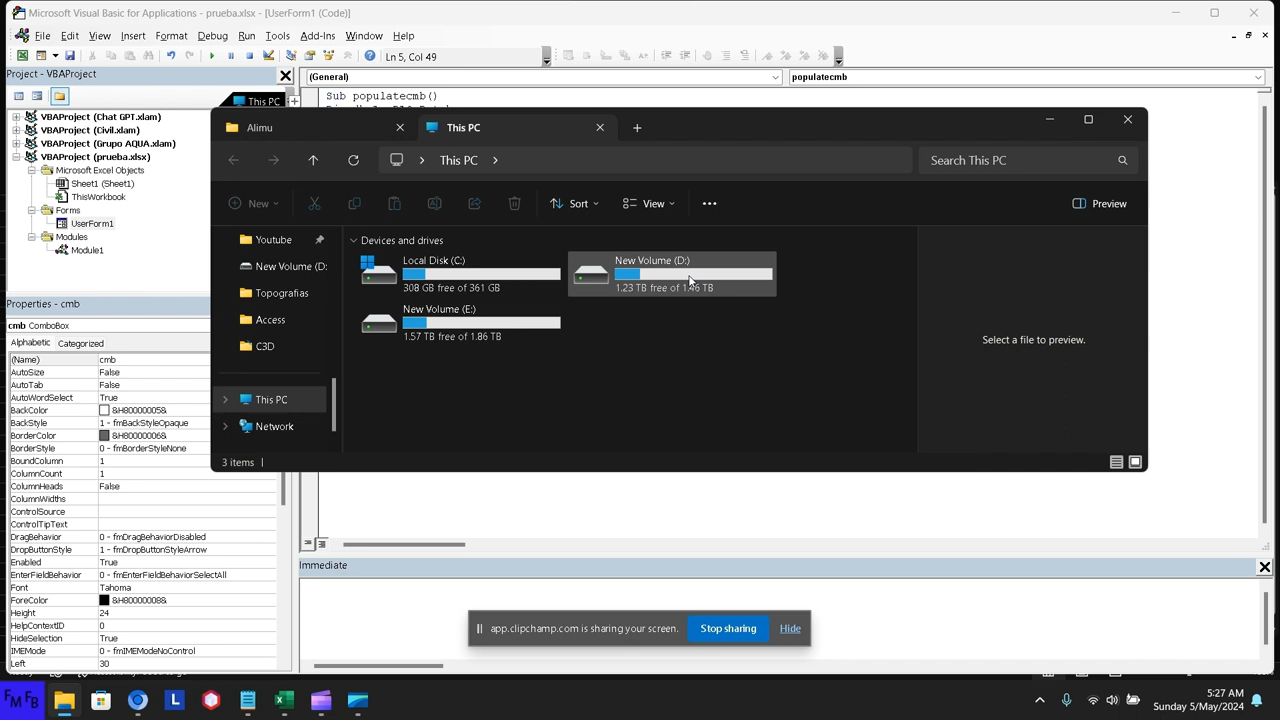 Microsoft Visual Basic for Applications - prueba.xlsx - [UserForm1 (Code)]
File Edit View Insert Format Debug Run Tools Add-Ins Window Help
Ln 5, Col 49
Project - VBAProject
(General)
populatecmb
This PC
Sub populatecmb()
VBAProject (Chat GPT.xlam)
VBAProject (Civil.xlam)
VBAProject (Grupo AQUA.xlam)
VBAProject (prueba.xlsx)
Microsoft Excel Objects
Sheet1 (Sheet1)
ThisWorkbook
Forms
UserForm1
Modules
Module1
Alimu
This PC
This PC
Search This PC
New
Sort
View
Preview
Youtube
New Volume (D:
Topografias
Access
C3D
This PC
Network
Devices and drives
Local Disk (C:)
308 GB free of 361 GB
New Volume (D:)
1.23 TB free of 1.46 TB
New Volume (E:)
1.57 TB free of 1.86 TB
Select a file to preview.
3 items
Properties - cmb
cmb ComboBox
Alphabetic Categorized
(Name) cmb
AutoSize False
AutoTab False
AutoWordSelect True
BackColor &H80000005&
BackStyle 1 - fmBackStyleOpaque
BorderColor &H80000006&
BorderStyle 0 - fmBorderStyleNone
BoundColumn 1
ColumnCount 1
ColumnHeads False
ColumnWidths
ControlSource
ControlTipText
DragBehavior 0 - fmDragBehaviorDisabled
DropButtonStyle 1 - fmDropButtonStyleArrow
Enabled True
EnterFieldBehavior 0 - fmEnterFieldBehaviorSelectAll
Font Tahoma
ForeColor &H80000008&
Height 24
HelpContextID 0
HideSelection True
IMEMode 0 - fmIMEModeNoControl
Left 30
Immediate
app.clipchamp.com is sharing your screen. Stop sharing Hide
FM FB
L
5:27 AM
Sunday 5/May/2024